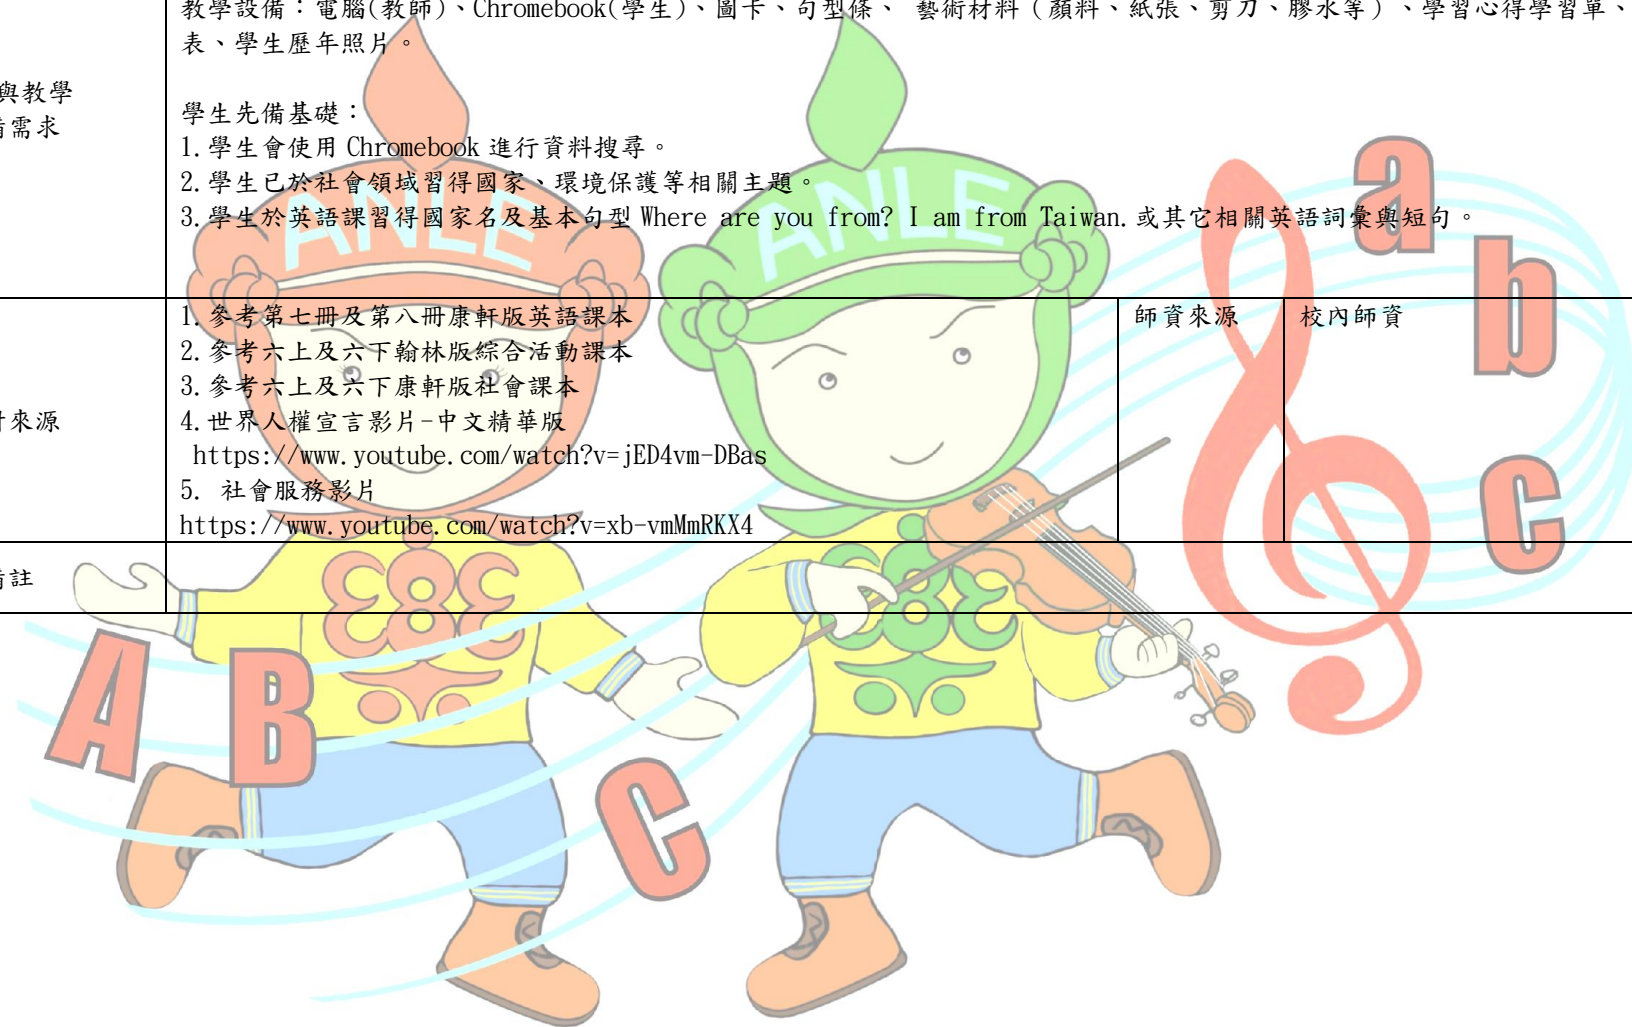 教學設備：電腦(教師)、Chromebook(學生)、圖卡、句型條、 藝術材料（顏料、紙張、剪刀、膠水等）、學習心得學習單、
表、學生歷年照片。
與教學
需求
學生先備基礎：
1.學生會使用 Chromebook 進行資料搜尋。
2.學生已於社會領域習得國家、環境保護等相關主題。
3.學生於英語課習得國家名及基本句型 Where are you from? I am from Taiwan.或其它相關英語詞彙與短句。
ANLE
ANLE
a
b
c
1.參考第七冊及第八冊康軒版英語課本
2.參考六上及六下翰林版綜合活動課本
3.參考六上及六下康軒版社會課本
4.世界人權宣言影片-中文精華版
https://www.youtube.com/watch?v=jED4vm-DBas
5. 社會服務影片
https://www.youtube.com/watch?v=xb-vmMmRKX4
來源
師資來源
校內師資
註
A
B
C